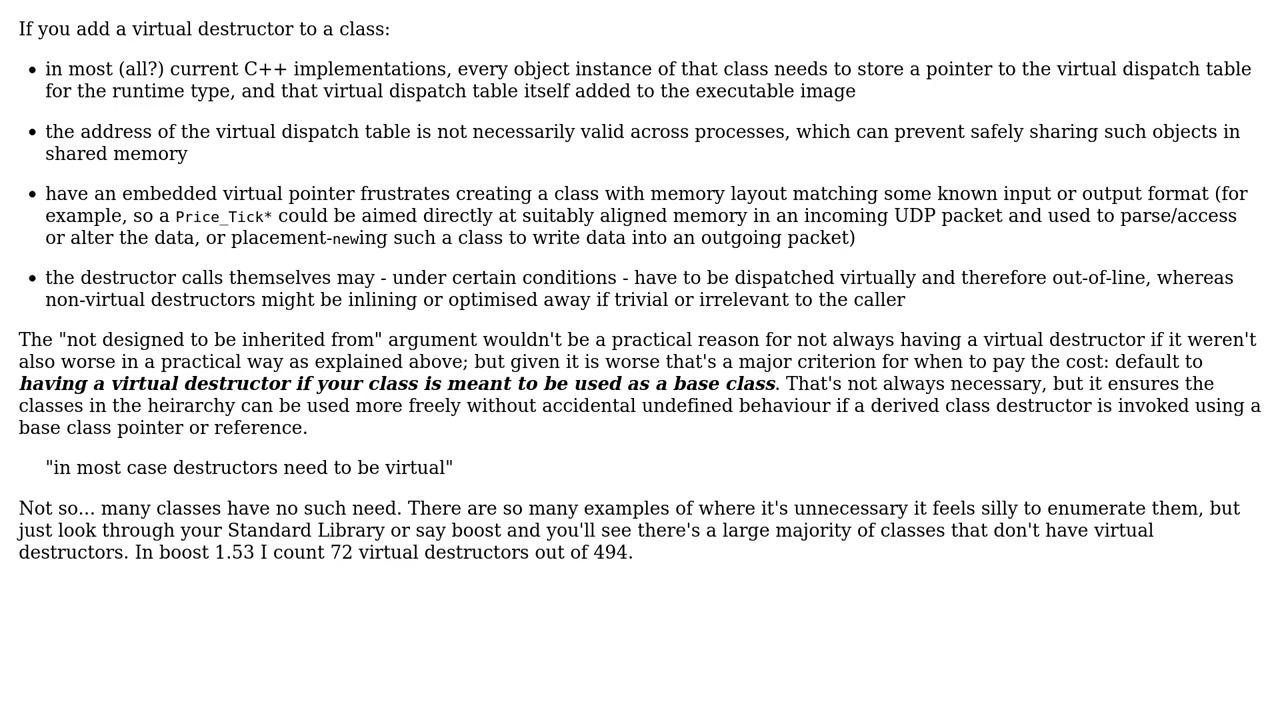 If you add a virtual destructor to a class:
• in most (all?) current C++ implementations, every object instance of that class needs to store a pointer to the virtual dispatch table
for the runtime type, and that virtual dispatch table itself added to the executable image
• the address of the virtual dispatch table is not necessarily valid across processes, which can prevent safely sharing such objects in
shared memory
• have an embedded virtual pointer frustrates creating a class with memory layout matching some known input or output format (for
example, so a Price_Tick* could be aimed directly at suitably aligned memory in an incoming UDP packet and used to parse/access
or alter the data, or placement-newing such a class to write data into an outgoing packet)
• the destructor calls themselves may - under certain conditions - have to be dispatched virtually and therefore out-of-line, whereas
non-virtual destructors might be inlining or optimised away if trivial or irrelevant to the caller
The "not designed to be inherited from" argument wouldn't be a practical reason for not always having a virtual destructor if it weren't
also worse in a practical way as explained above; but given it is worse that's a major criterion for when to pay the cost: default to
having a virtual destructor if your class is meant to be used as a base class. That's not always necessary, but it ensures the
classes in the heirarchy can be used more freely without accidental undefined behaviour if a derived class destructor is invoked using a
base class pointer or reference.
"in most case destructors need to be virtual"
Not so... many classes have no such need. There are so many examples of where it's unnecessary it feels silly to enumerate them, but
just look through your Standard Library or say boost and you'll see there's a large majority of classes that don't have virtual
destructors. In boost 1.53 I count 72 virtual destructors out of 494.